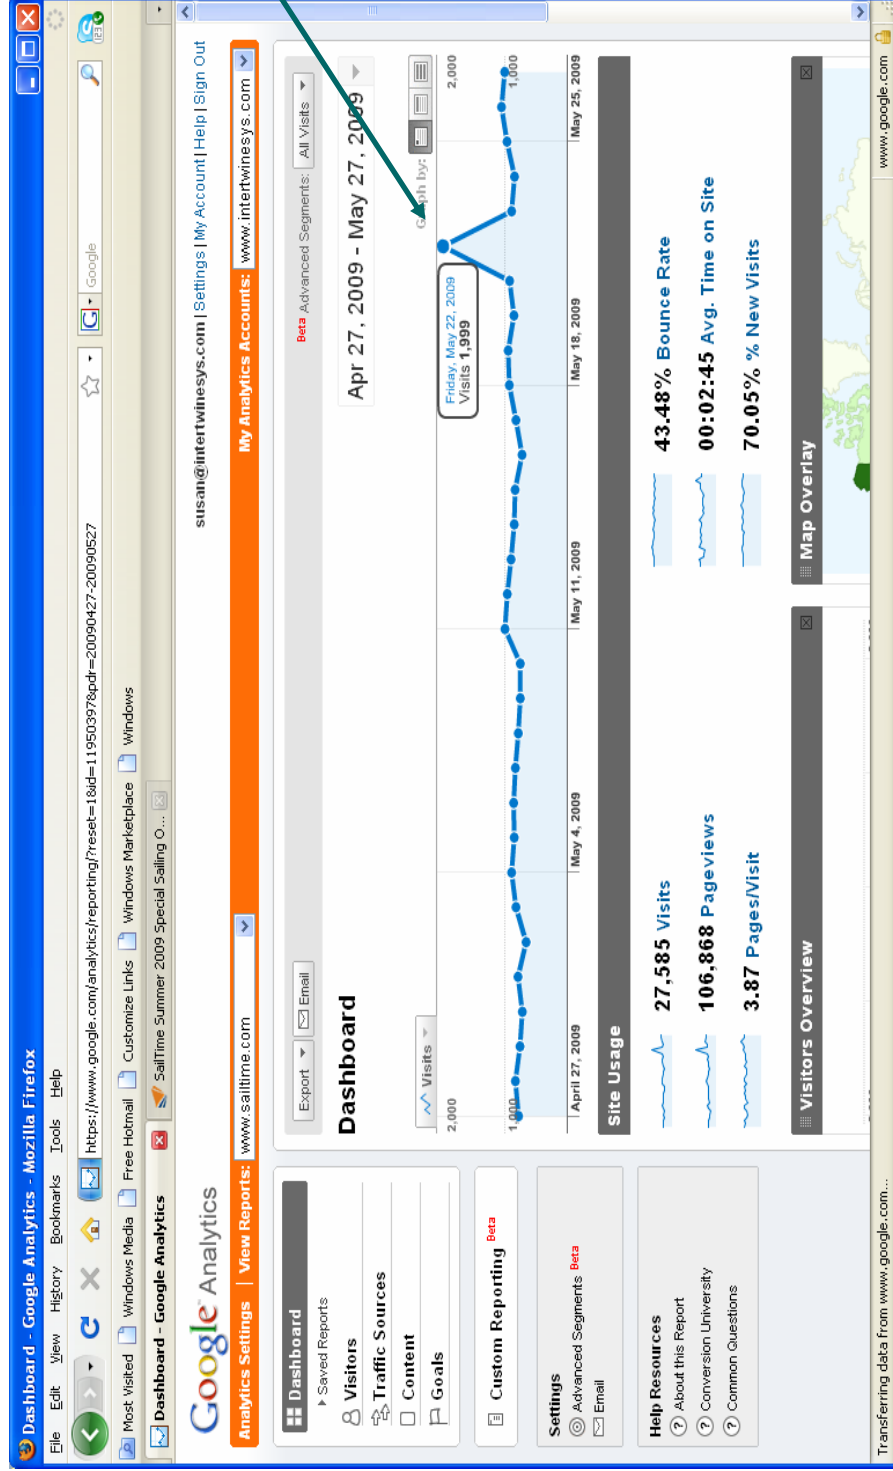 Dashboard - Google Analytics - Mozilla Firefox
File Edit View History Bookmarks Tools Help
https://www.google.com/analytics/reporting/?reset=1&id=11950397&pdr=20090427-20090527
G Google
Most Visited Windows Media Free Hotmail Customize Links Windows Marketplace Windows
Dashboard - Google Analytics SailTime Summer 2009 Special Sailing O...
Google Analytics
susan@intertwinesys.com | Settings | My Account | Help | Sign Out
Analytics Settings | View Reports: www.sailtime.com My Analytics Accounts: www.intertwinesys.com
Dashboard
Saved Reports
Visitors
Traffic Sources
Content
Goals
Custom Reporting Beta
Settings
Advanced Segments Beta
Email
Help Resources
About this Report
Conversion University
Common Questions
Export Email Beta Advanced Segments: All Visits
Dashboard Apr 27, 2009 - May 27, 2009
Visits Graph by:
2,000 2,000
Friday, May 22, 2009
Visits 1,999
1,000 1,000
April 27, 2009 May 4, 2009 May 11, 2009 May 18, 2009 May 25, 2009
Site Usage
27,585 Visits 43.48% Bounce Rate
106,868 Pageviews 00:02:45 Avg. Time on Site
3.87 Pages/Visit 70.05% % New Visits
Visitors Overview Map Overlay
Transferring data from www.google.com... www.google.com